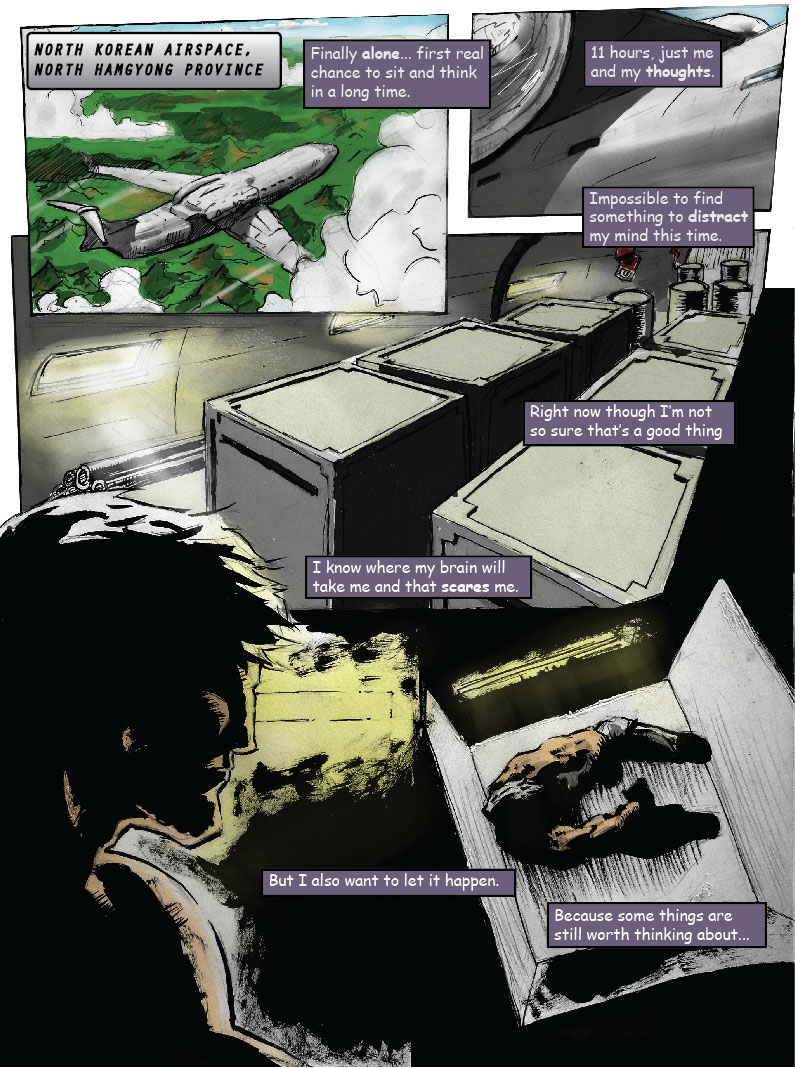 NORTH KOREAN AIRSPACE,
NORTH HAMGYONG PROVINCE
Finally alone... first real
chance to sit and think
in a long time.
11 hours, just me
and my thoughts.
Impossible to find
something to distract
my mind this time.
Right now though I'm not
so sure that's a good thing
I know where my brain will
take me and that scares me.
But I also want to let it happen.
Because some things are
still worth thinking about...